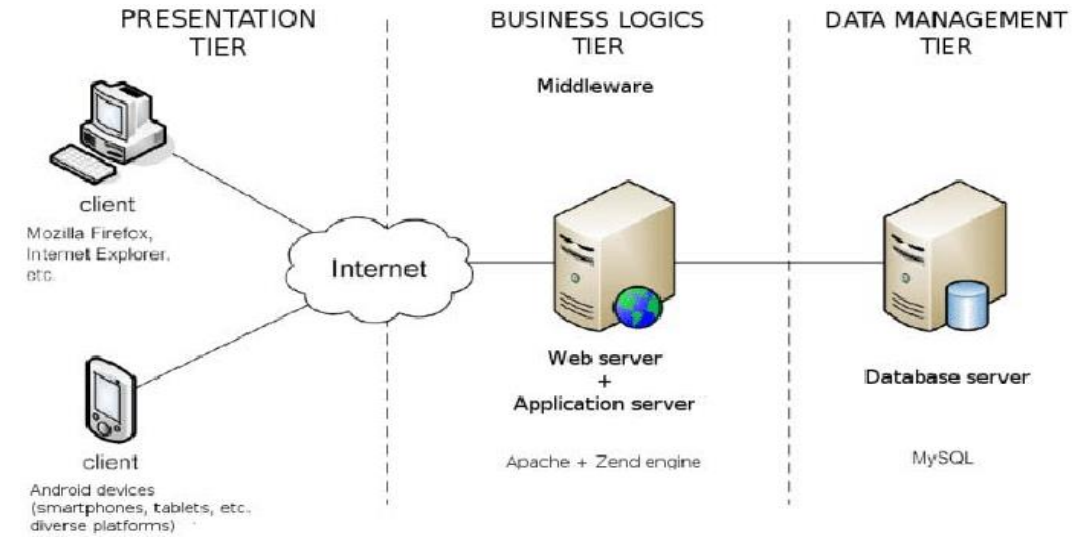 PRESENTATION
TIER
BUSINESS LOGICS
TIER
DATA MANAGEMENT
TIER
Middleware
client
Mozilla Firefox,
Internet Explorer,
etc.
Internet
client
Android devices
(smartphones, tablets, etc.
diverse platforms)
Web server
+
Application server
Apache + Zend engine
Database server
MySQL